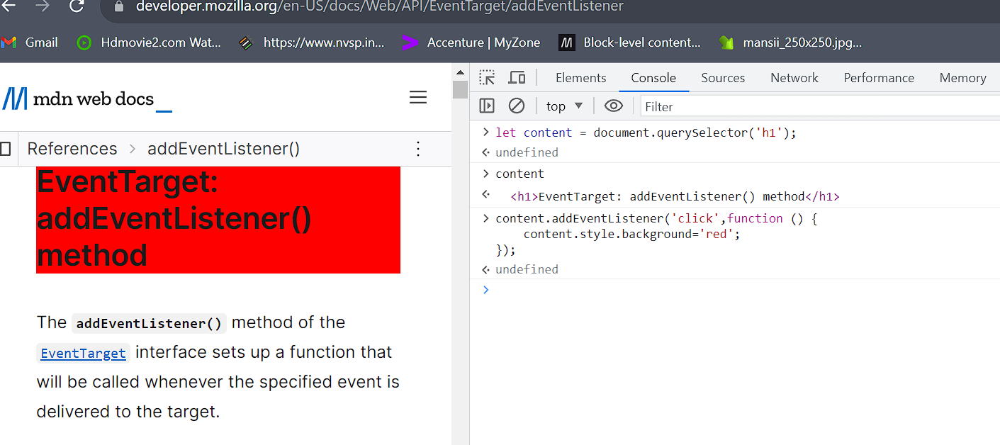 developer.mozilla.org/en-US/docs/Web/API/EventTarget/addEventListener
Gmail Hdmovie2.com Wat... https://www.nvsp.in... Accenture | MyZone Block-level content... mansii_250x250.jpg...
mdn web docs
References > addEventListener()
EventTarget:
addEventListener()
method
The addEventListener() method of the
EventTarget interface sets up a function that
will be called whenever the specified event is
delivered to the target.
Elements Console Sources Network Performance Memory
top Filter
let content = document.querySelector('h1');
undefined
content
<h1>EventTarget: addEventListener() method</h1>
content.addEventListener('click',function () {
content.style.background='red';
});
undefined